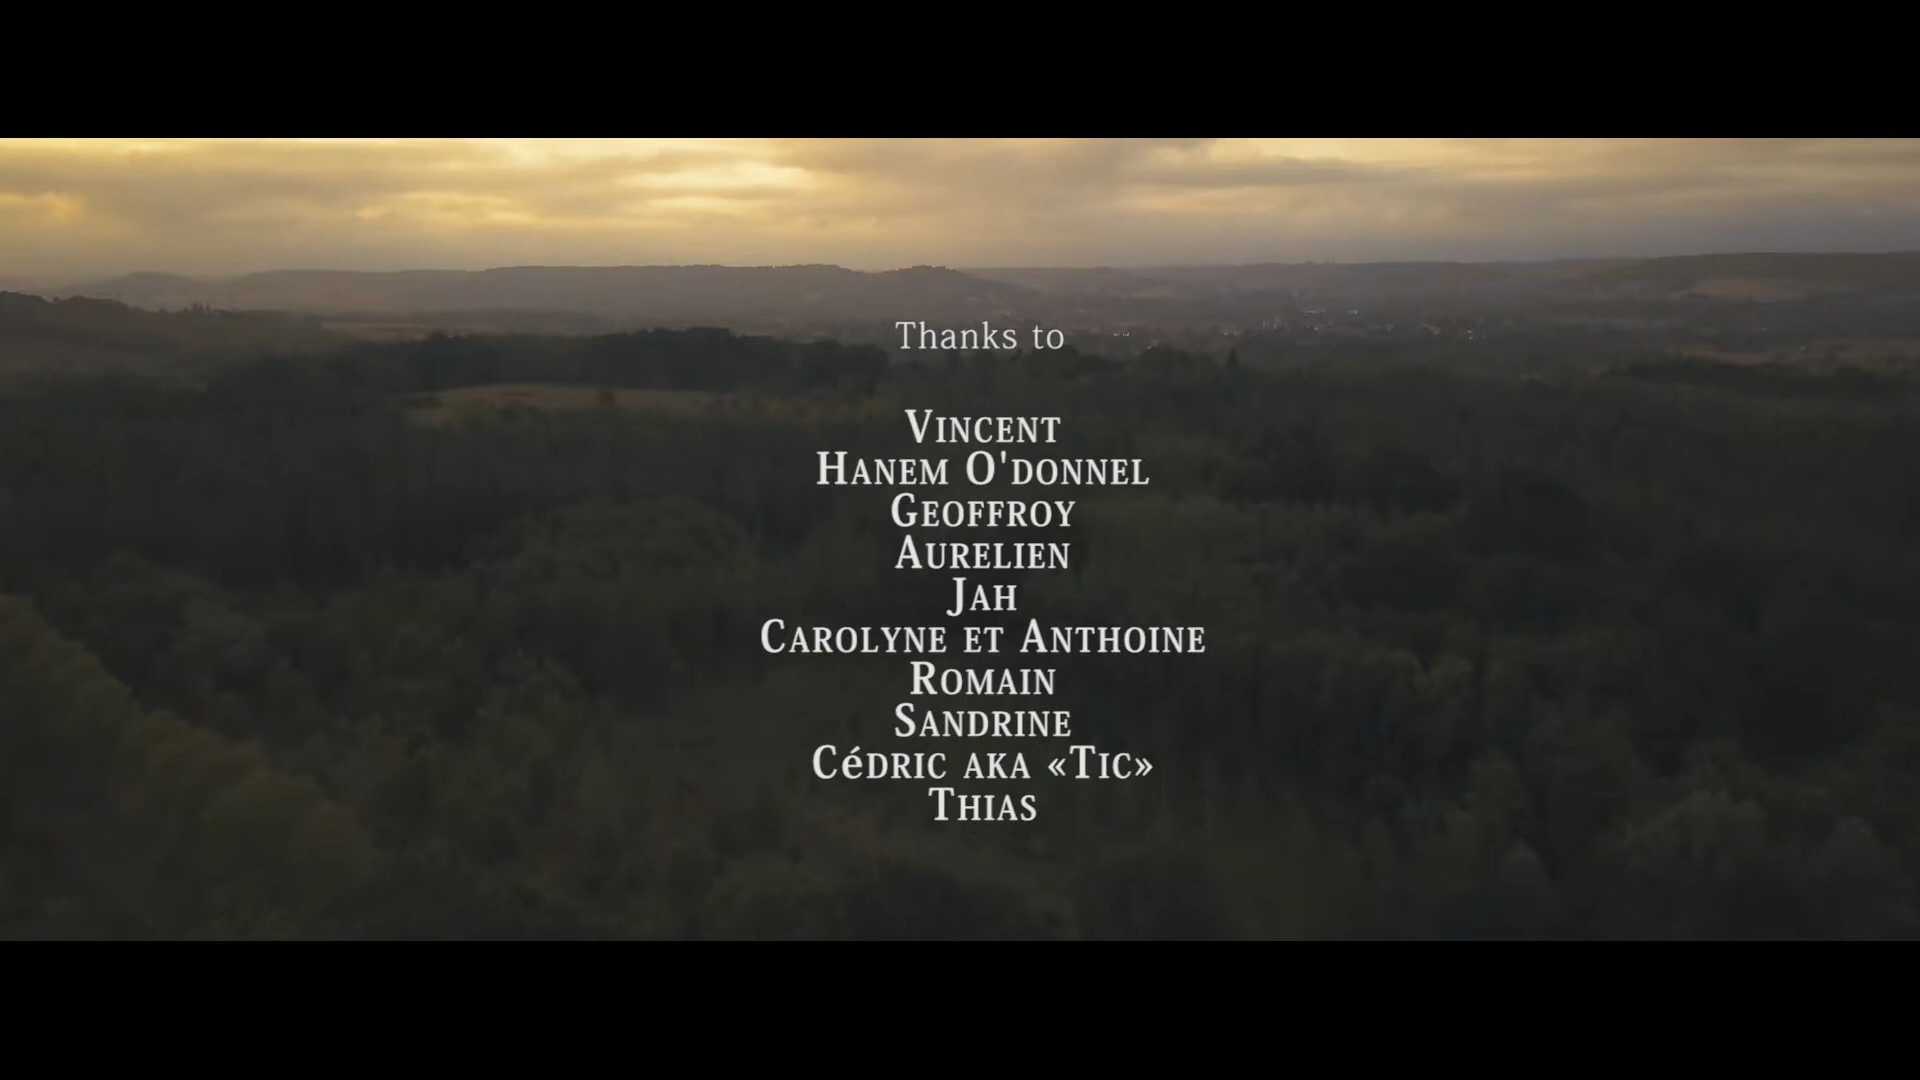 Thanks to
Vincent
Hanem O'donnel
Geoffroy
Aurelien
Jah
Carolyne et Anthoine
Romain
Sandrine
Cédric aka «Tic»
Thias